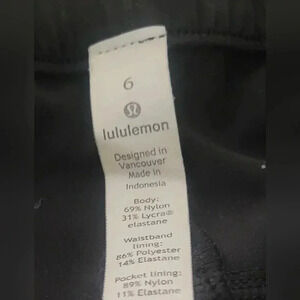 6
lululemon
Designed in
Vancouver
Made in
Indonesia
Body:
69% Nylon
31% Lycra®
elastane
Waistband
lining:
86% Polyester
14% Elastane
Pocket lining:
89% Nylon
11% Elastane